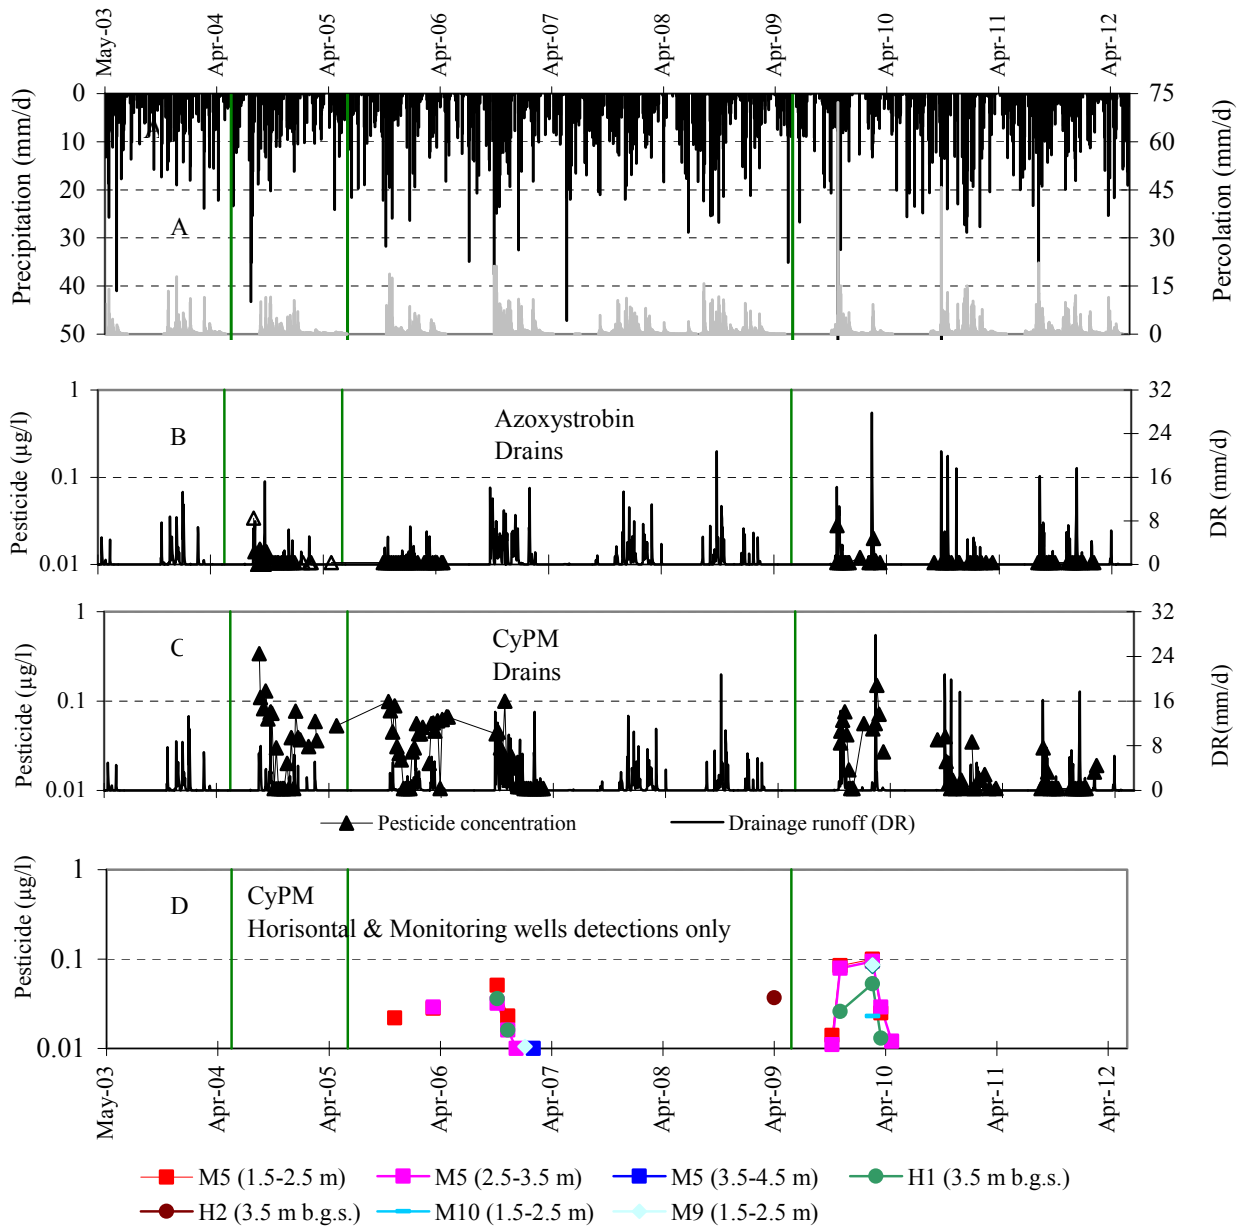 May-03 Apr-04 Apr-05 Apr-06 Apr-07 Apr-08 Apr-09 Apr-10 Apr-11 Apr-12
Precipitation (mm/d)
0
10
20
30
40
50
A
A
75
60
45
30
15
0
Percolation (mm/d)
Pesticide (µg/l)
1
0.1
0.01
B
Azoxystrobin
Drains
32
24
16
8
0
DR (mm/d)
Pesticide (µg/l)
1
0.1
0.01
C
CyPM
Drains
32
24
16
8
0
DR(mm/d)
Pesticide concentration
Drainage runoff (DR)
Pesticide (µg/l)
1
0.1
0.01
D
CyPM
Horisontal & Monitoring wells detections only
May-03 Apr-04 Apr-05 Apr-06 Apr-07 Apr-08 Apr-09 Apr-10 Apr-11 Apr-12
M5 (1.5-2.5 m) M5 (2.5-3.5 m) M5 (3.5-4.5 m) H1 (3.5 m b.g.s.)
H2 (3.5 m b.g.s.) M10 (1.5-2.5 m) M9 (1.5-2.5 m)